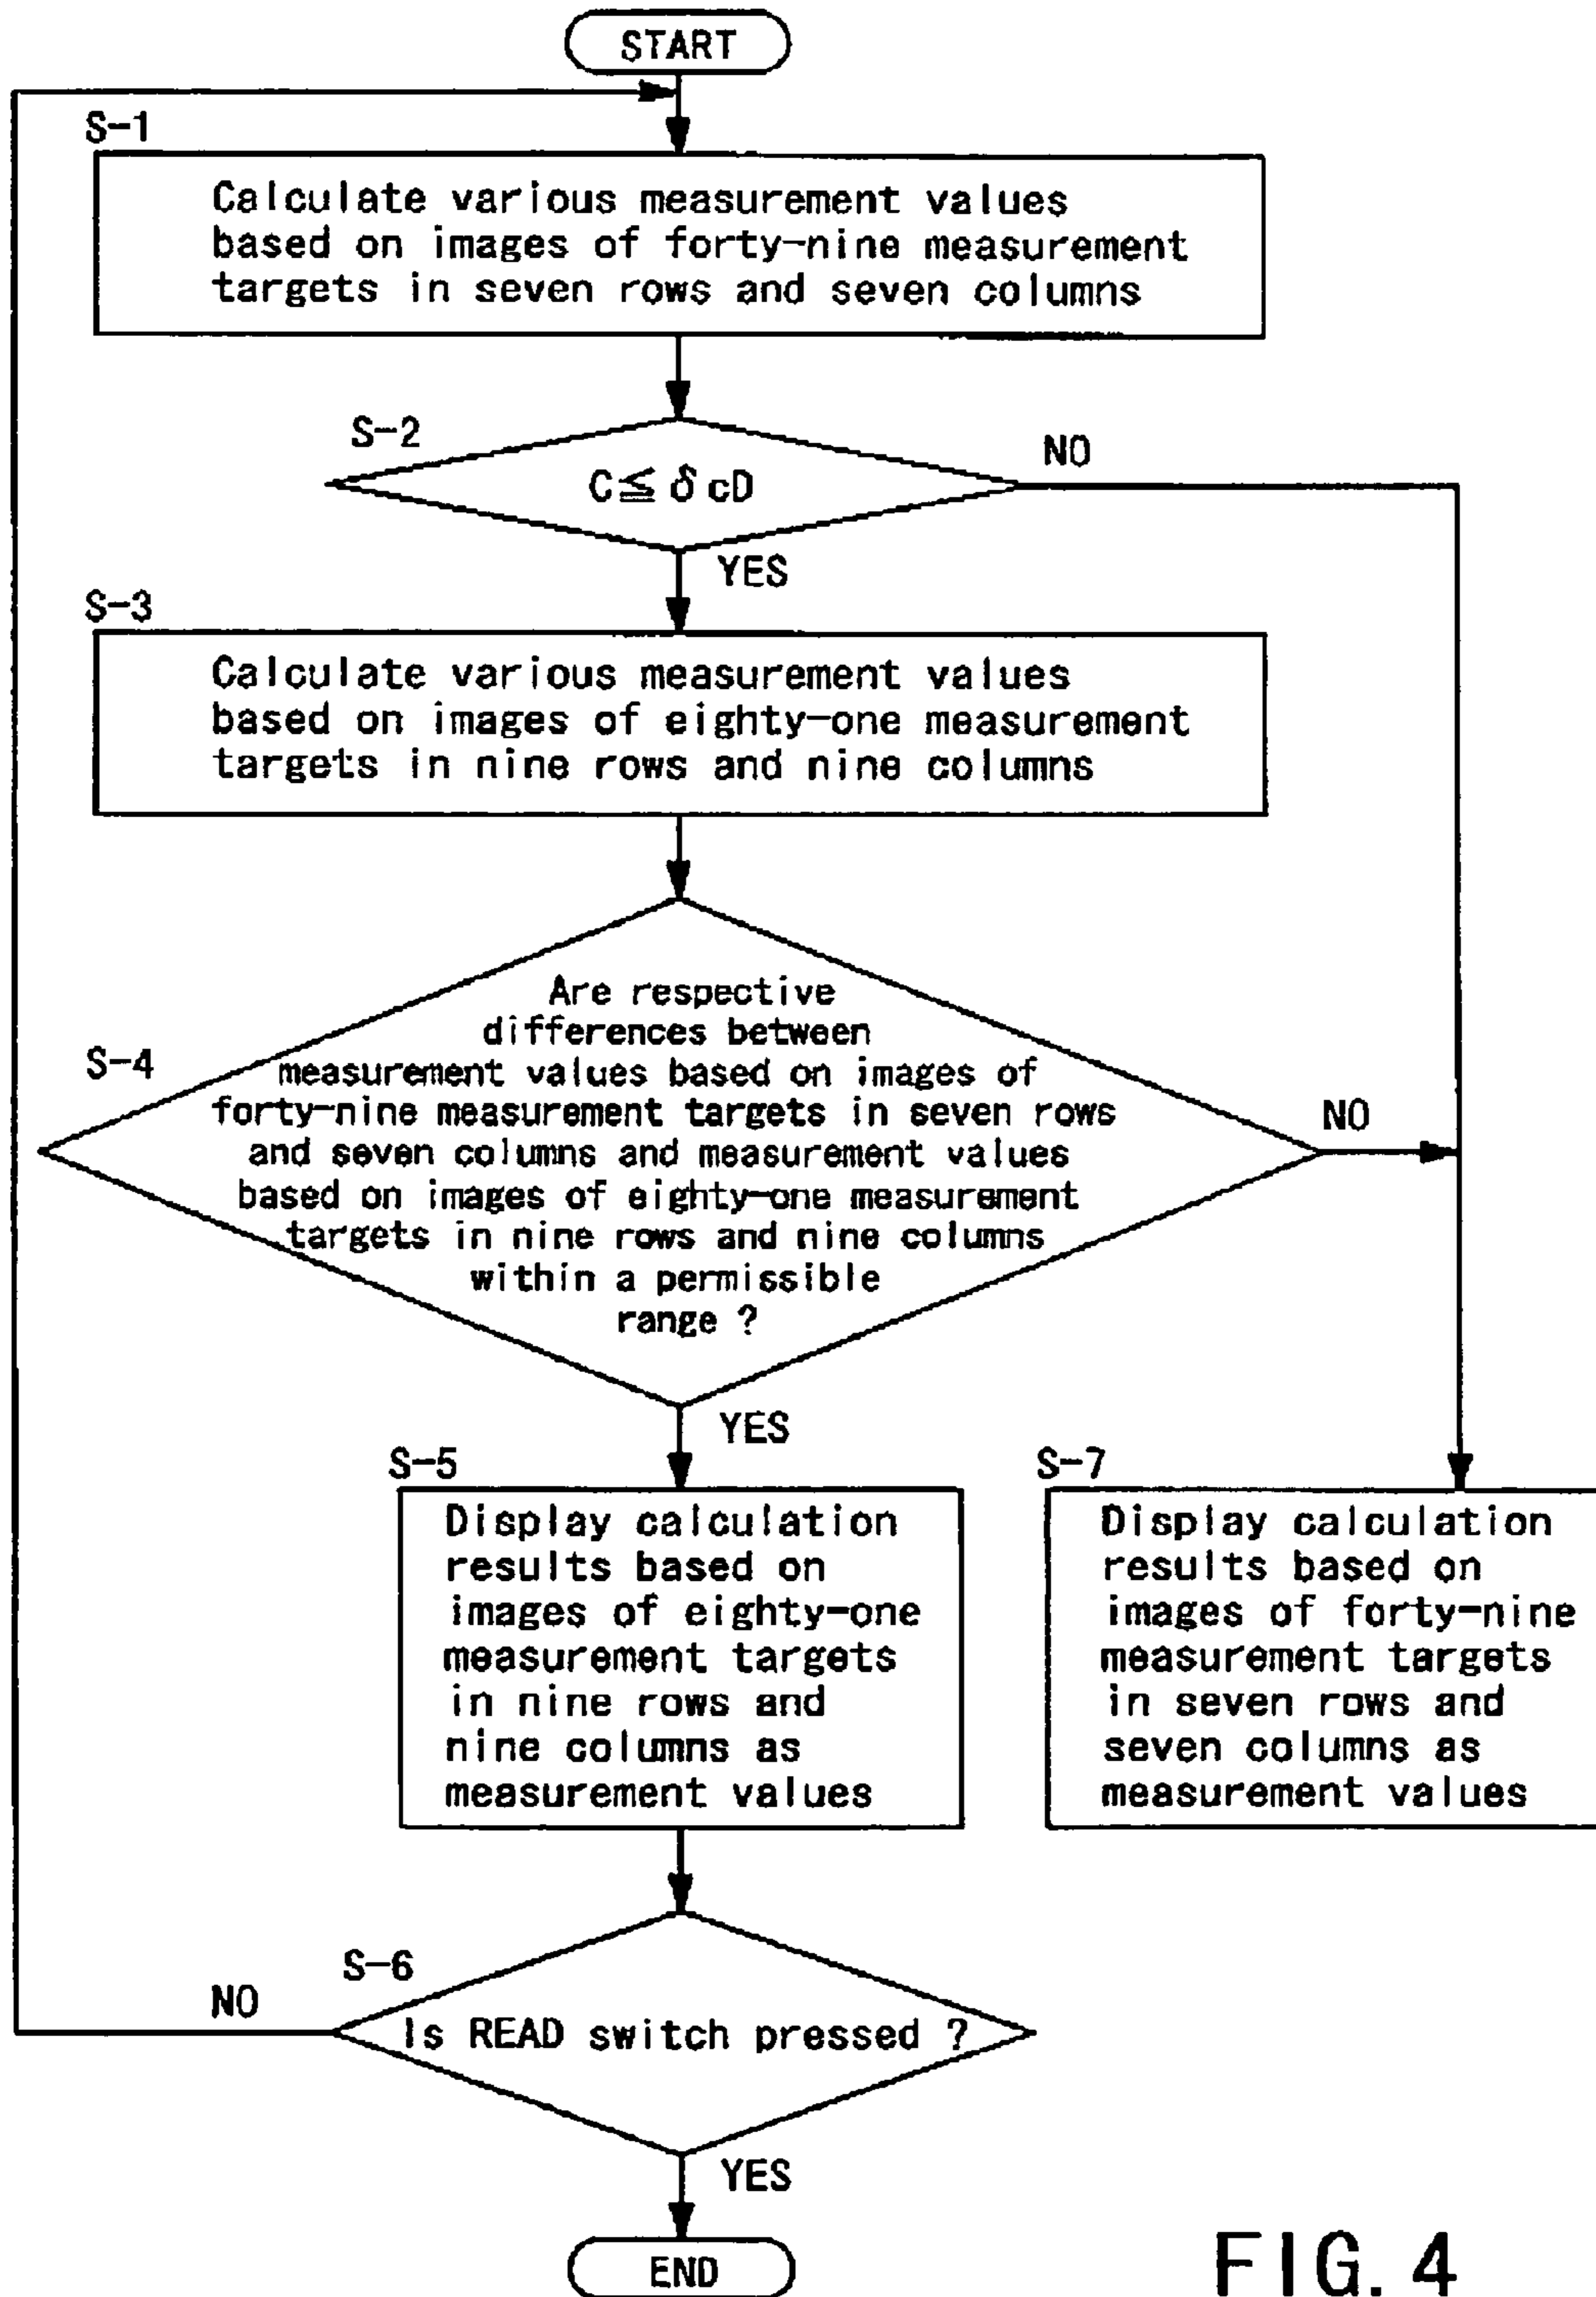 START
S-1
Calculate various measurement values
based on images of forty-nine measurement
targets in seven rows and seven columns
S-2
C≦δcD
NO
YES
S-3
Calculate various measurement values
based on images of eighty-one measurement
targets in nine rows and nine columns
S-4
Are respective
differences between
measurement values based on images of
forty-nine measurement targets in seven rows
and seven columns and measurement values
based on images of eighty-one measurement
targets in nine rows and nine columns
within a permissible
range ?
NO
YES
S-5
Display calculation
results based on
images of eighty-one
measurement targets
in nine rows and
nine columns as
measurement values
S-7
Display calculation
results based on
images of forty-nine
measurement targets
in seven rows and
seven columns as
measurement values
S-6
NO
Is READ switch pressed ?
YES
END
FIG. 4